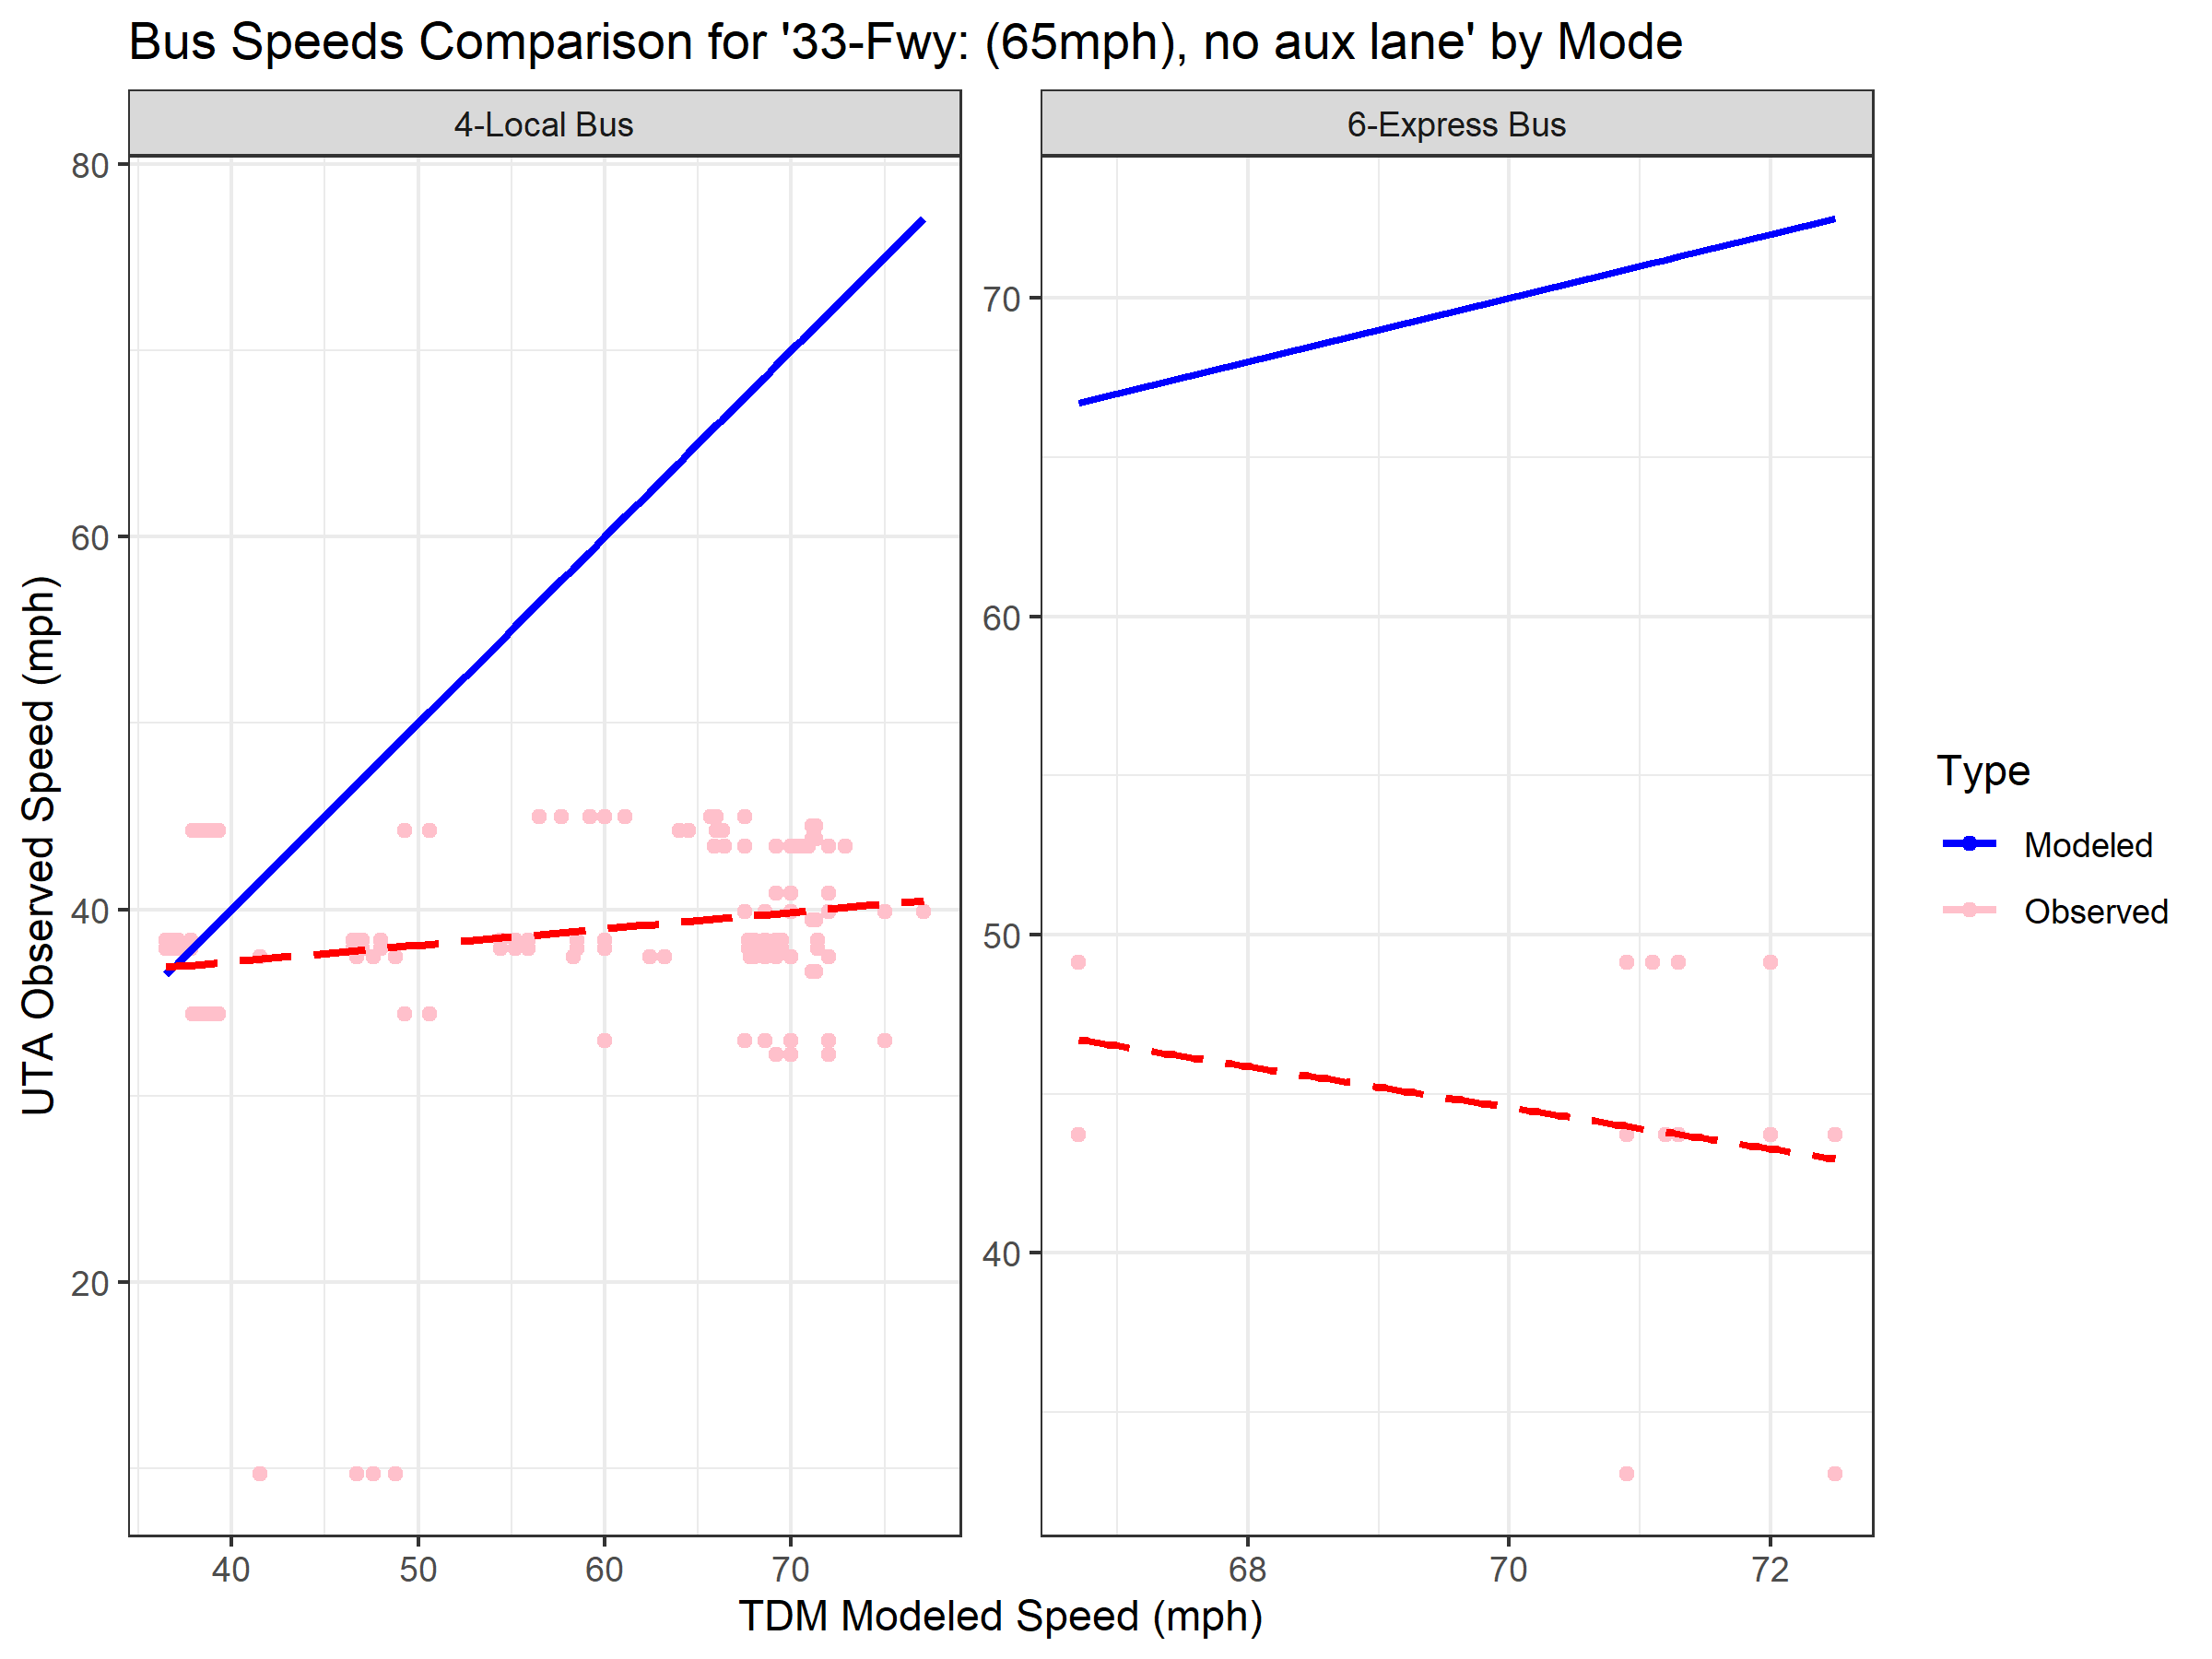 Bus Speeds Comparison for '33-Fwy: (65mph), no aux lane' by Mode
4-Local Bus
6-Express Bus
UTA Observed Speed (mph)
80
60
40
20
70
60
50
40
40 50 60 70
68 70 72
TDM Modeled Speed (mph)
Type
Modeled
Observed